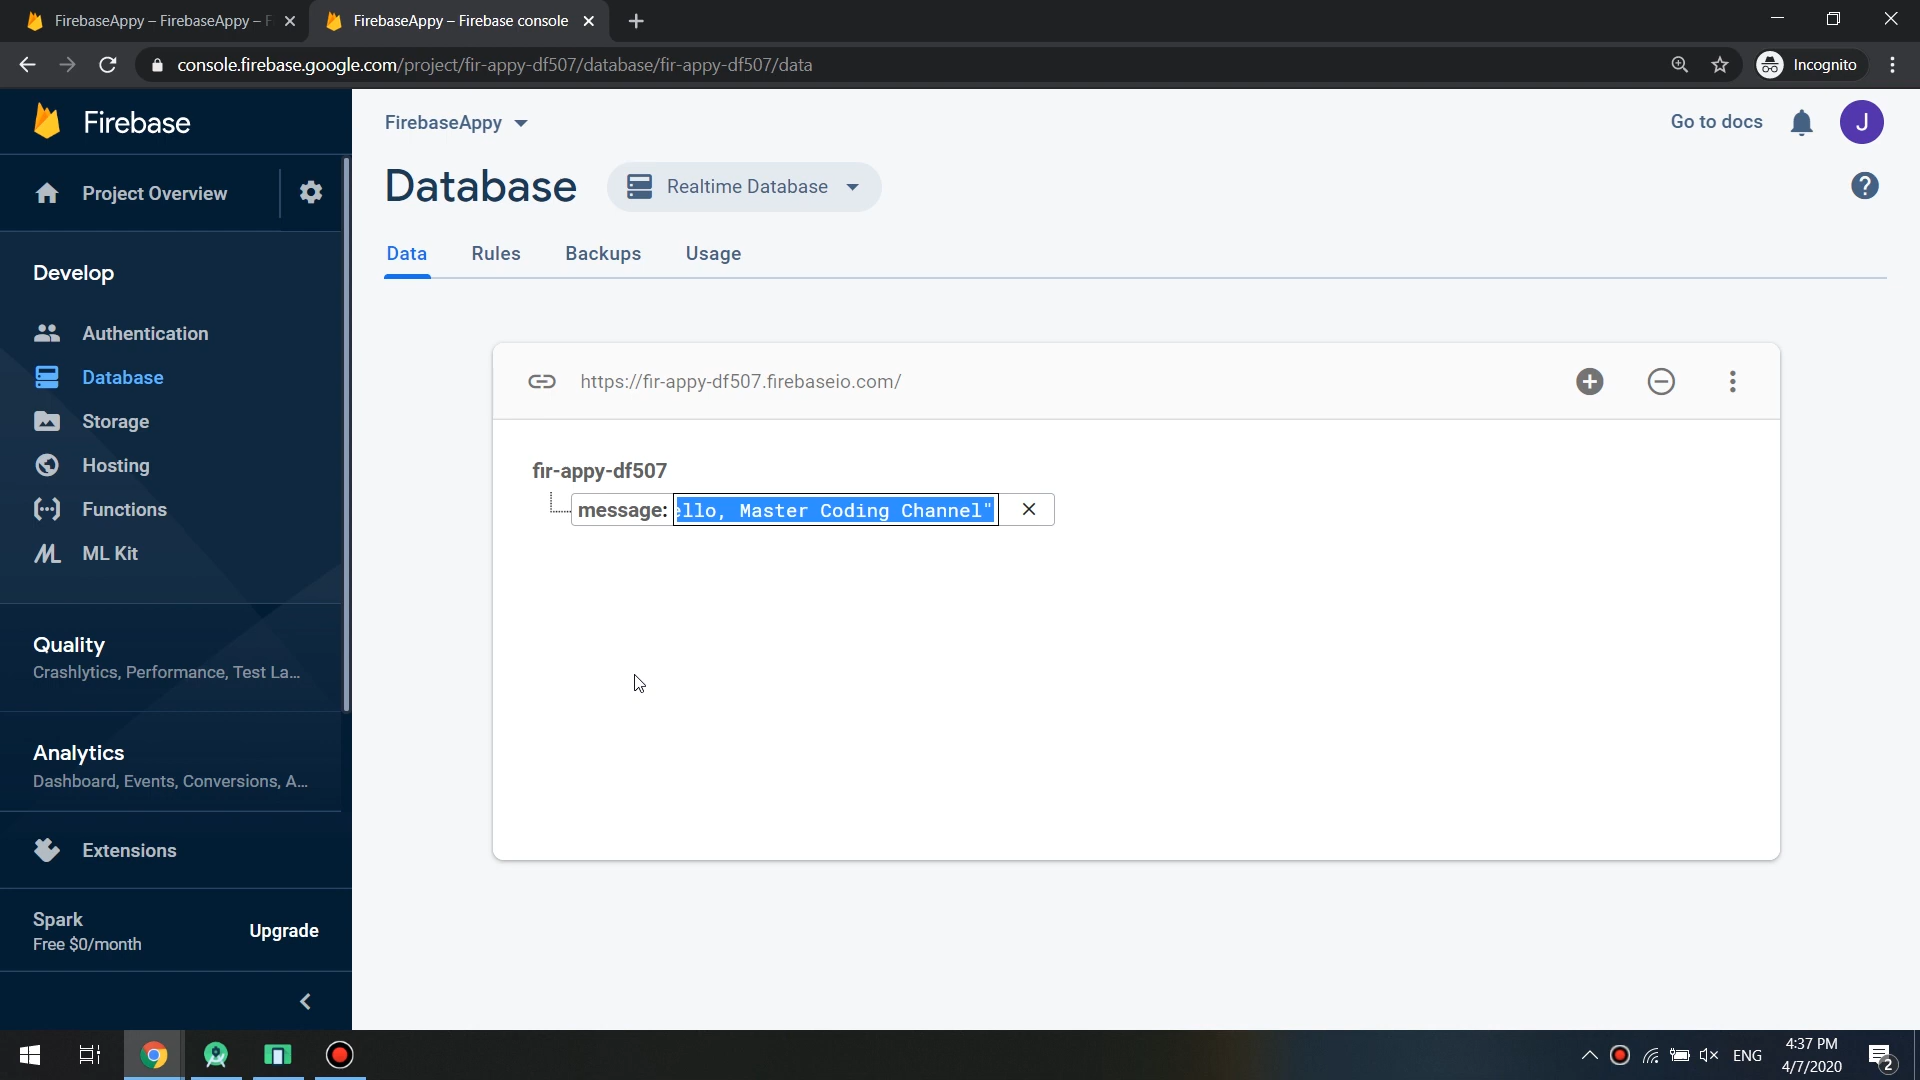 FirebaseAppy – FirebaseAppy –
FirebaseAppy – Firebase console
console.firebase.google.com/project/fir-appy-df507/database/fir-appy-df507/data
Incognito
Firebase
Project Overview
Develop
Authentication
Database
Storage
Hosting
Functions
ML Kit
Quality
Crashlytics, Performance, Test La...
Analytics
Dashboard, Events, Conversions, A...
Extensions
Spark
Free $0/month
Upgrade
FirebaseAppy
Go to docs
J
Database
Realtime Database
?
Data
Rules
Backups
Usage
https://fir-appy-df507.firebaseio.com/
fir-appy-df507
message: ello, Master Coding Channel"
ENG
4:37 PM
4/7/2020
2